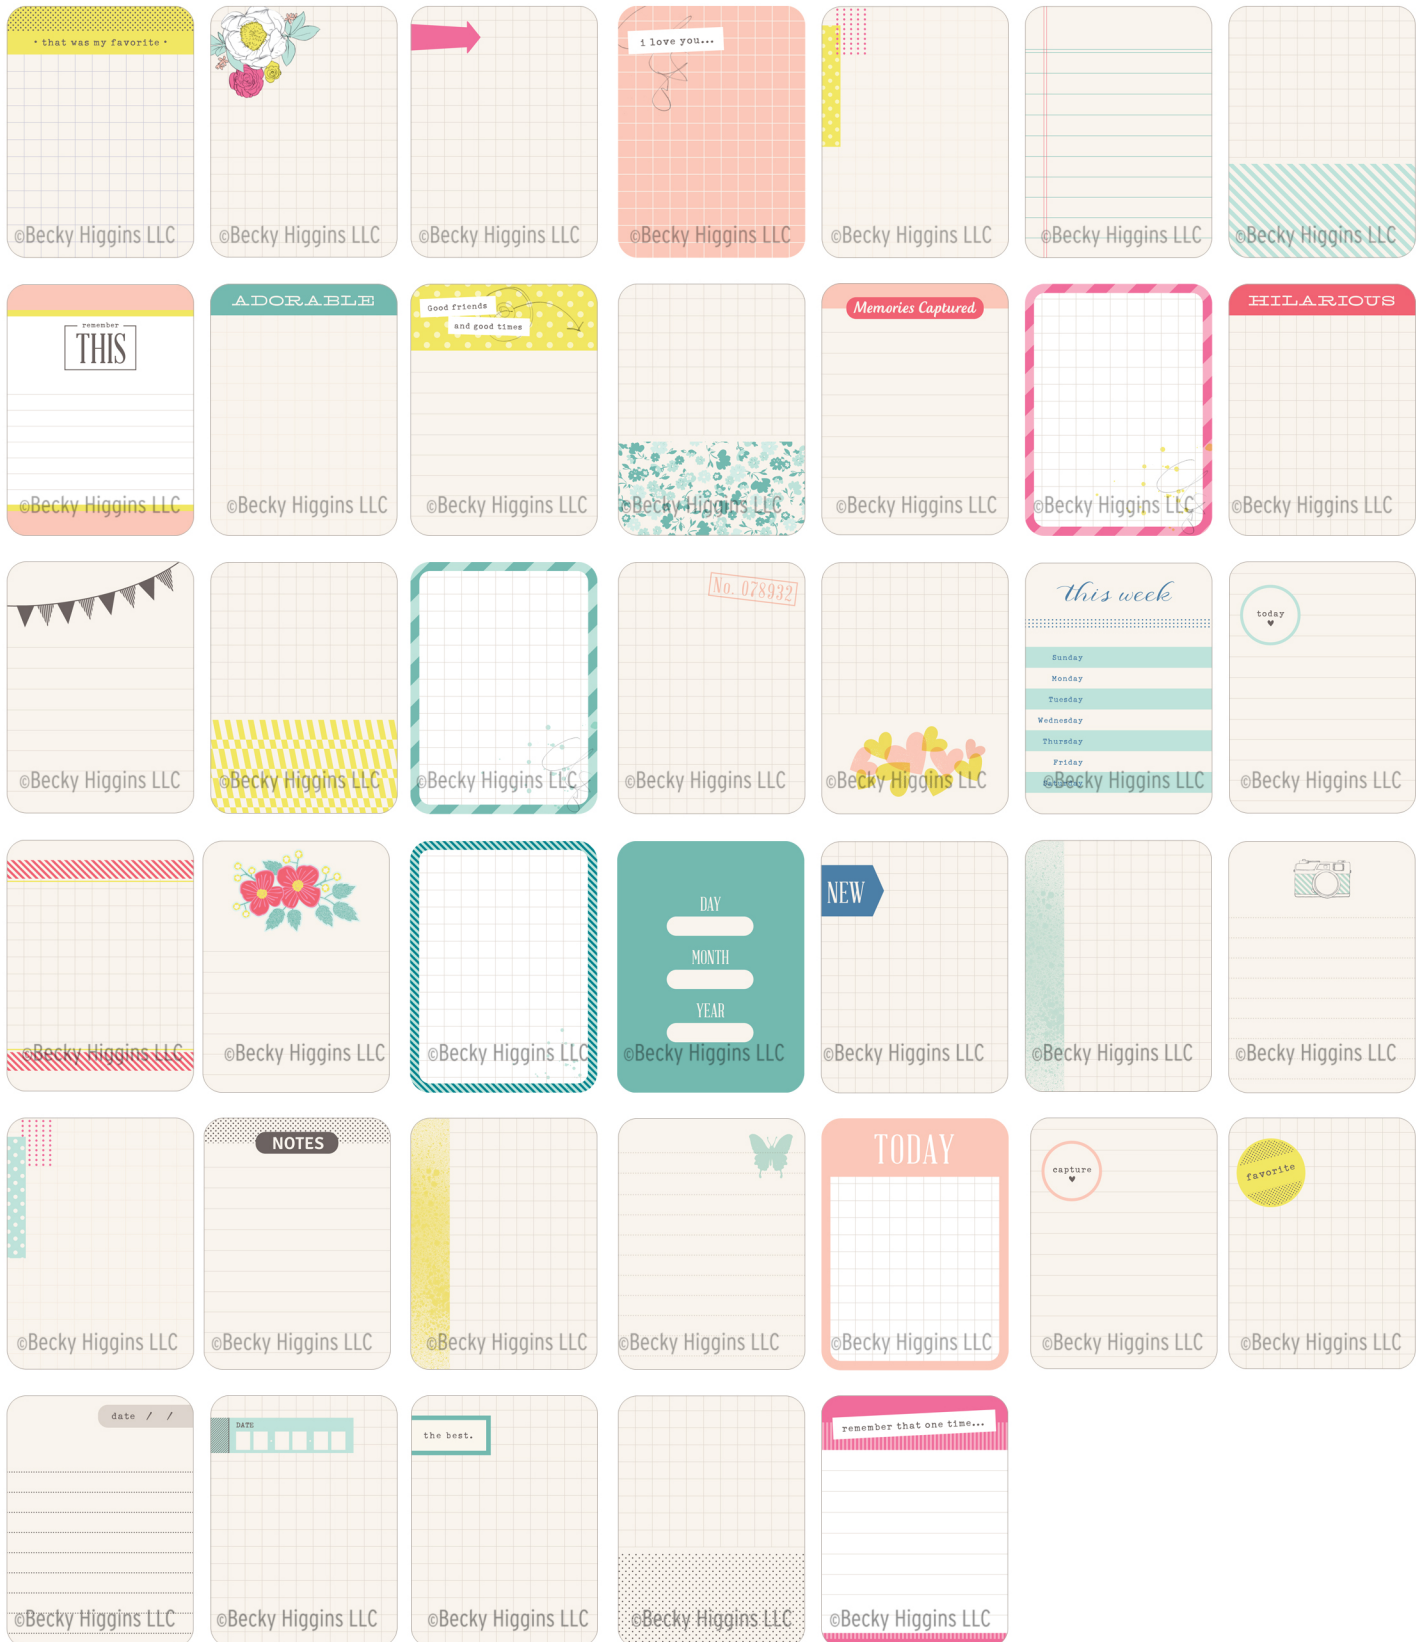 • that was my favorite •
i love you...
©Becky Higgins LLC
©Becky Higgins LLC
©Becky Higgins LLC
©Becky Higgins LLC
©Becky Higgins LLC
©Becky Higgins LLC
©Becky Higgins LLC
remember
THIS
ADORABLE
Good friends
and good times
Memories Captured
HILARIOUS
©Becky Higgins LLC
©Becky Higgins LLC
©Becky Higgins LLC
©Becky Higgins LLC
©Becky Higgins LLC
©Becky Higgins LLC
©Becky Higgins LLC
No. 078932
this week
Sunday
Monday
Tuesday
Wednesday
Thursday
Friday
Saturday
today
©Becky Higgins LLC
©Becky Higgins LLC
©Becky Higgins LLC
©Becky Higgins LLC
©Becky Higgins LLC
©Becky Higgins LLC
©Becky Higgins LLC
DAY
MONTH
YEAR
NEW
©Becky Higgins LLC
©Becky Higgins LLC
©Becky Higgins LLC
©Becky Higgins LLC
©Becky Higgins LLC
©Becky Higgins LLC
©Becky Higgins LLC
NOTES
TODAY
capture
favorite
©Becky Higgins LLC
©Becky Higgins LLC
©Becky Higgins LLC
©Becky Higgins LLC
©Becky Higgins LLC
©Becky Higgins LLC
©Becky Higgins LLC
date / /
DATE
the best.
remember that one time...
©Becky Higgins LLC
©Becky Higgins LLC
©Becky Higgins LLC
©Becky Higgins LLC
©Becky Higgins LLC